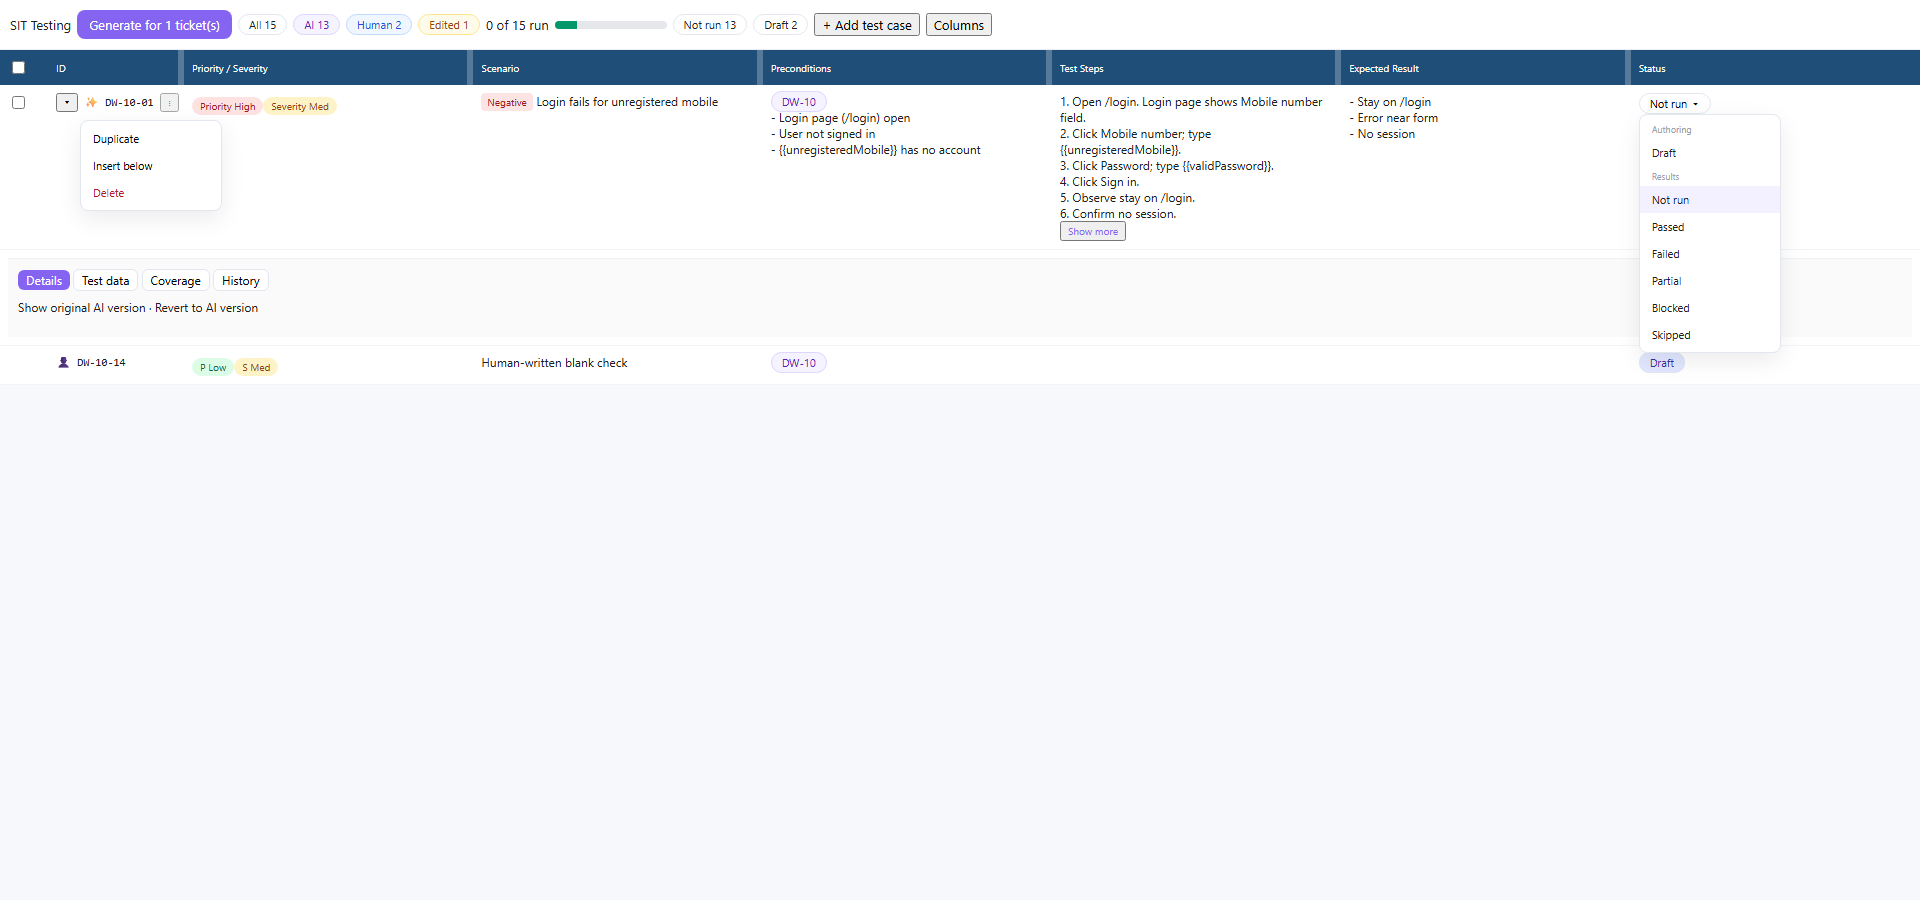 SIT Testing Generate for 1 ticket(s) All 15 AI 13 Human 2 Edited 1 0 of 15 run Not run 13 Draft 2 + Add test case Columns
ID Priority / Severity Scenario Preconditions Test Steps Expected Result Status
DW-10-01
Priority High Severity Med
Negative Login fails for unregistered mobile
DW-10
- Login page (/login) open
- User not signed in
- {{unregisteredMobile}} has no account
1. Open /login. Login page shows Mobile number
field.
2. Click Mobile number; type
{{unregisteredMobile}}.
3. Click Password; type {{validPassword}}.
4. Click Sign in.
5. Observe stay on /login.
6. Confirm no session.
Show more
- Stay on /login
- Error near form
- No session
Not run
Duplicate
Insert below
Delete
Authoring
Draft
Results
Not run
Passed
Failed
Partial
Blocked
Skipped
Details Test data Coverage History
Show original AI version · Revert to AI version
DW-10-14 P Low S Med Human-written blank check DW-10 Draft